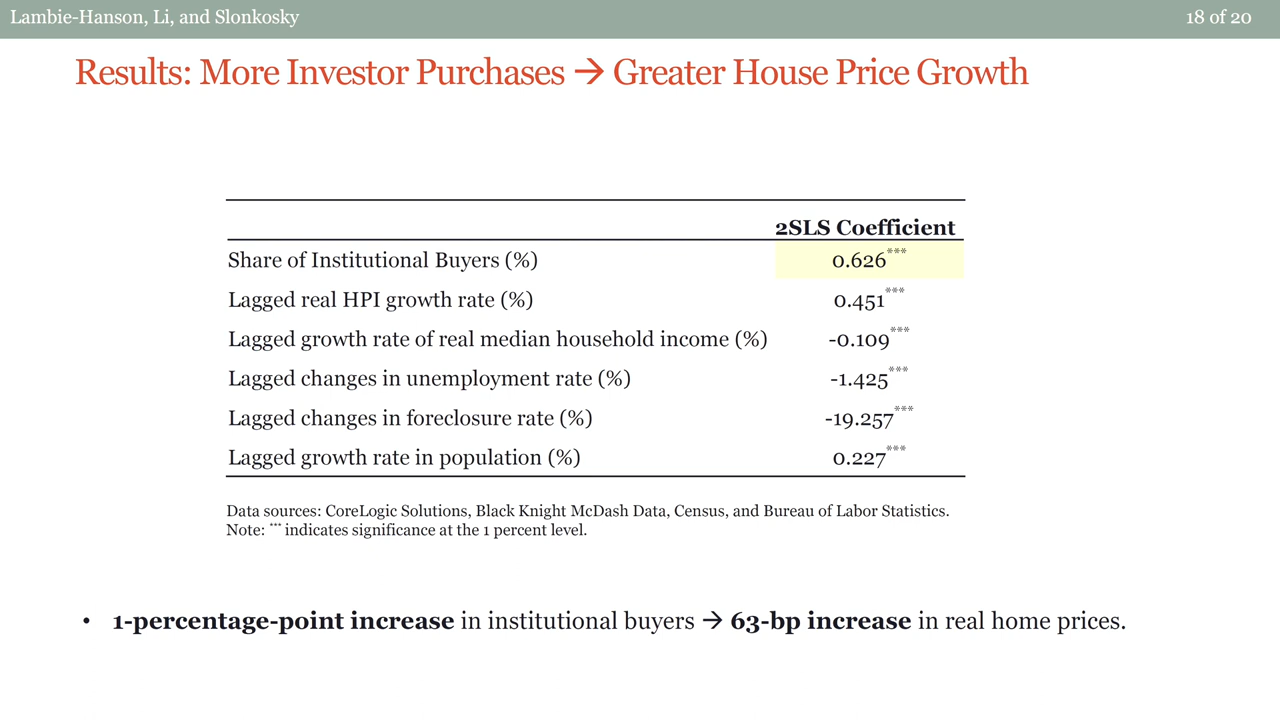 Lambie-Hanson, Li, and Slonkosky 18 of 20
Results: More Investor Purchases → Greater House Price Growth
2SLS Coefficient
Share of Institutional Buyers (%) 0.626***
Lagged real HPI growth rate (%) 0.451***
Lagged growth rate of real median household income (%) -0.109***
Lagged changes in unemployment rate (%) -1.425***
Lagged changes in foreclosure rate (%) -19.257***
Lagged growth rate in population (%) 0.227***
Data sources: CoreLogic Solutions, Black Knight McDash Data, Census, and Bureau of Labor Statistics.
Note: *** indicates significance at the 1 percent level.
• 1-percentage-point increase in institutional buyers → 63-bp increase in real home prices.